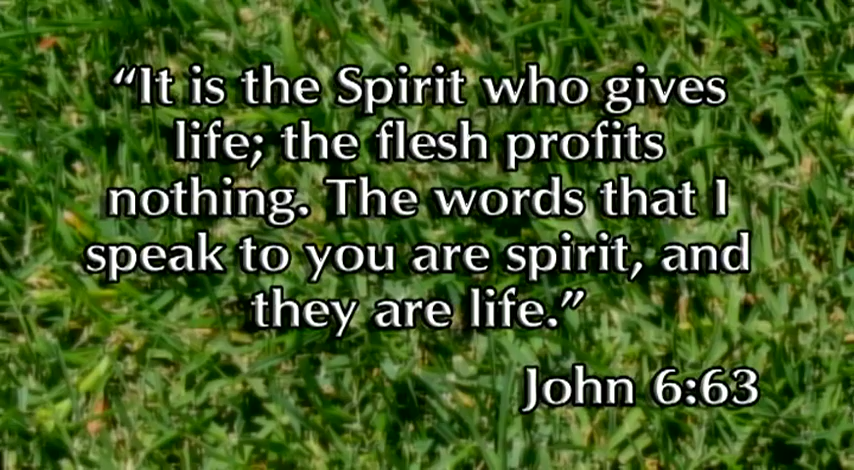 “It is the Spirit who gives
life; the flesh profits
nothing. The words that I
speak to you are spirit, and
they are life.”
John 6:63